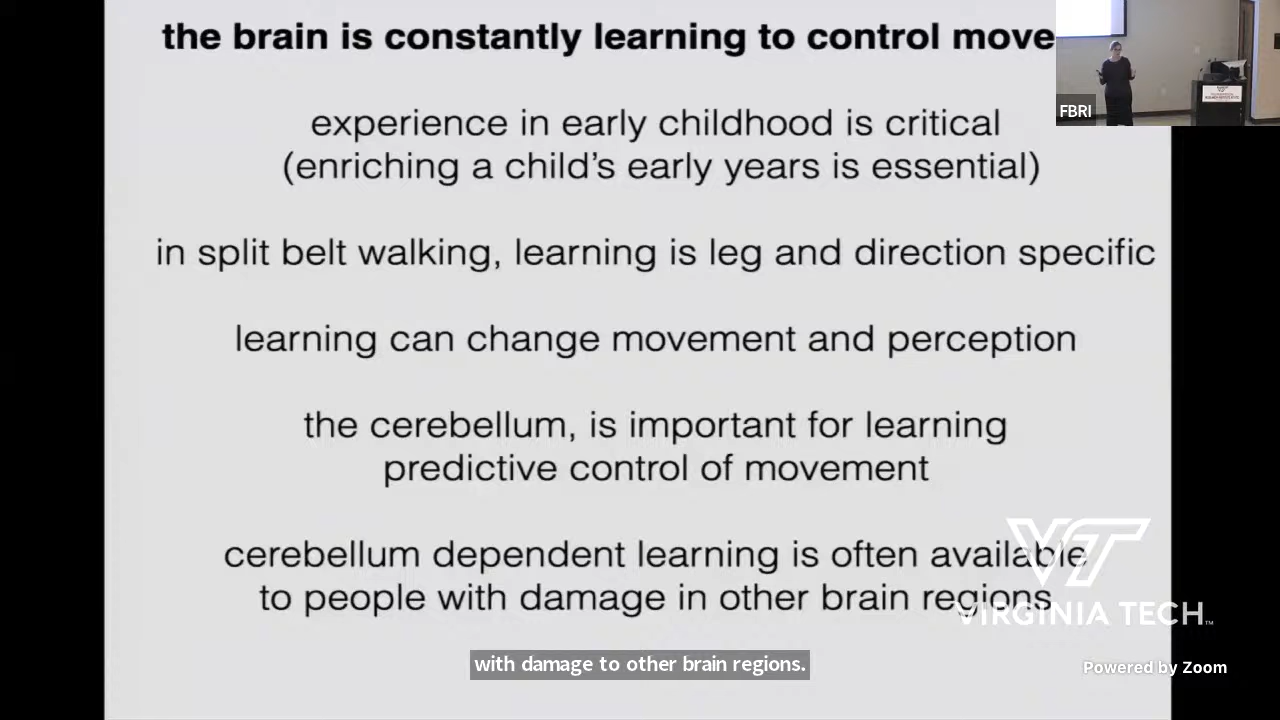 the brain is constantly learning to control move
FBRI
experience in early childhood is critical
(enriching a child's early years is essential)
in split belt walking, learning is leg and direction specific
learning can change movement and perception
the cerebellum, is important for learning
predictive control of movement
cerebellum dependent learning is often available
to people with damage in other brain regions
VT
VIRGINIA TECH™
with damage to other brain regions.
Powered by Zoom